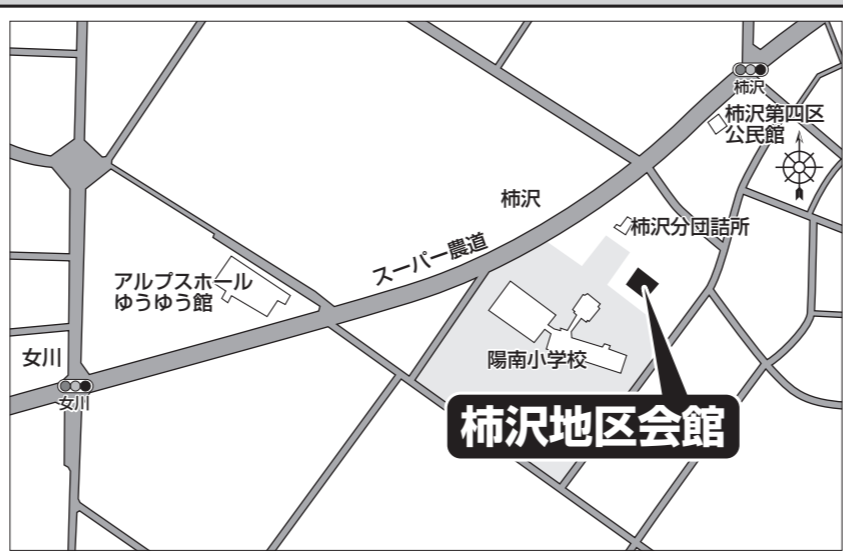 柿沢
柿沢第四区
公民館
柿沢
柿沢分団詰所
スーパー農道
アルプスホール
ゆうゆう館
陽南小学校
女川
女川
柿沢地区会館